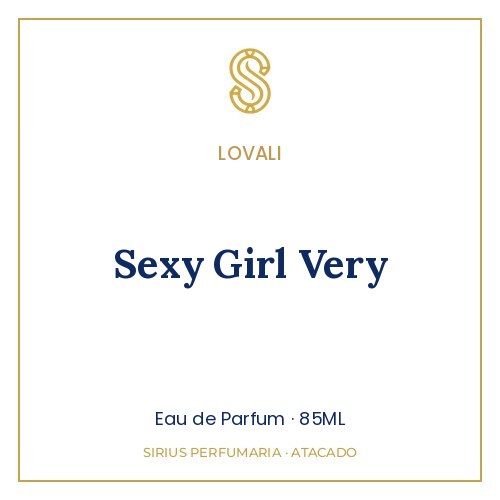 LOVALI
Sexy Girl Very
Eau de Parfum · 85ML
SIRIUS PERFUMARIA · ATACADO